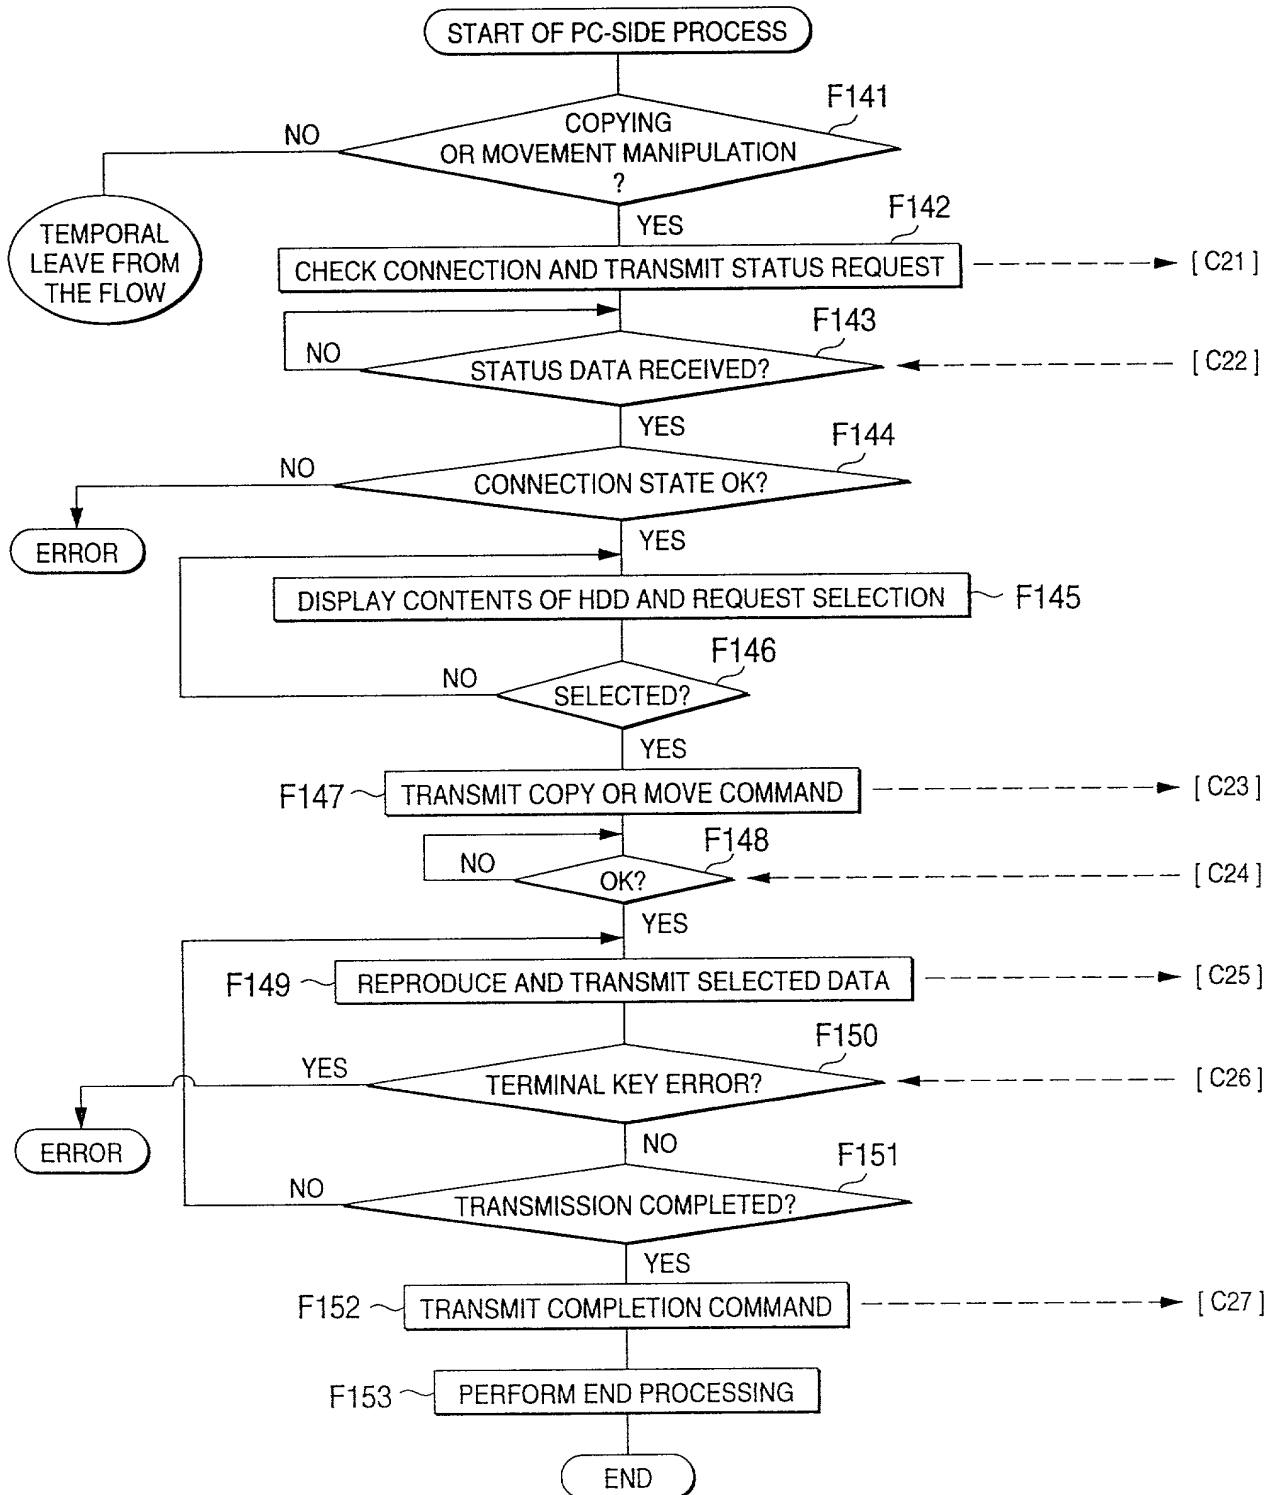 START OF PC-SIDE PROCESS
F141
NO
COPYING
OR MOVEMENT MANIPULATION
?
TEMPORAL
LEAVE FROM
THE FLOW
YES
F142
CHECK CONNECTION AND TRANSMIT STATUS REQUEST
[ C21 ]
F143
NO
STATUS DATA RECEIVED?
[ C22 ]
YES
F144
NO
CONNECTION STATE OK?
ERROR
YES
DISPLAY CONTENTS OF HDD AND REQUEST SELECTION
F145
F146
NO
SELECTED?
YES
F147
TRANSMIT COPY OR MOVE COMMAND
[ C23 ]
F148
NO
OK?
[ C24 ]
YES
F149
REPRODUCE AND TRANSMIT SELECTED DATA
[ C25 ]
F150
YES
TERMINAL KEY ERROR?
[ C26 ]
ERROR
NO
F151
NO
TRANSMISSION COMPLETED?
YES
F152
TRANSMIT COMPLETION COMMAND
[ C27 ]
F153
PERFORM END PROCESSING
END